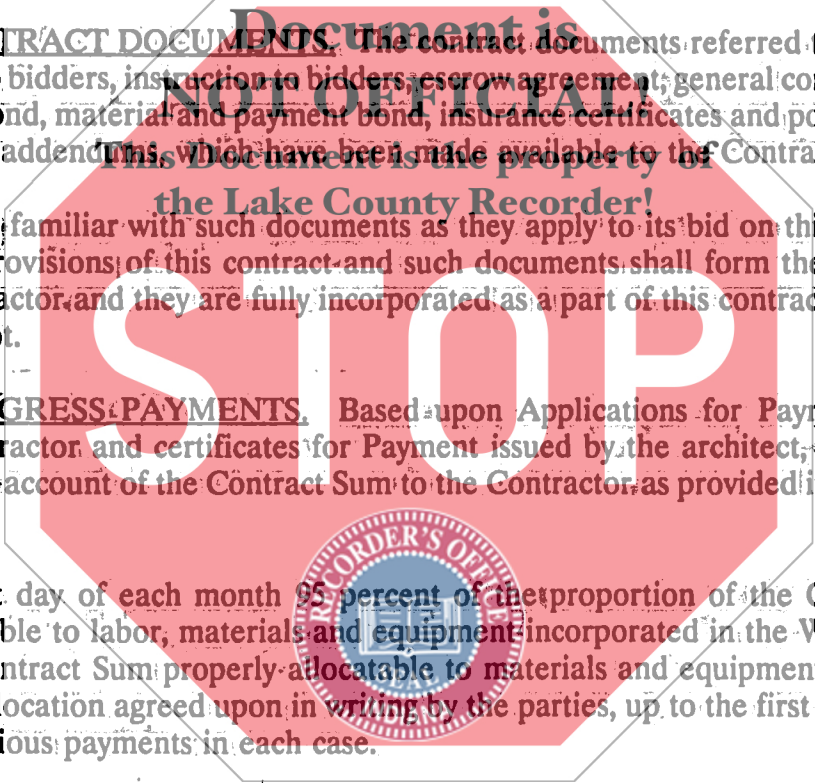 Document is
TRACT DOCUMENTS. The contract documents referred t
bidders, instruction to bidders, escrow agreement, general co
NOT OFFICIAL!
nd, material and payment bond, insurance certificates and po
addendums, which have been made available to the Contra
This Document is the property of
the Lake County Recorder!
familiar with such documents as they apply to its bid on thi
rovisions of this contract and such documents shall form the
actor and they are fully incorporated as a part of this contrac
t.
STOP
GRESS PAYMENTS. Based upon Applications for Payr
ractor and certificates for Payment issued by the architect,
account of the Contract Sum to the Contractor as provided i
RECORDER'S OFFICE
day of each month 95 percent of the proportion of the C
ble to labor, materials and equipment incorporated in the W
ntract Sum properly allocatable to materials and equipment
SEAL
ocation agreed upon in writing by the parties, up to the first
INDIANA
ious payments in each case.